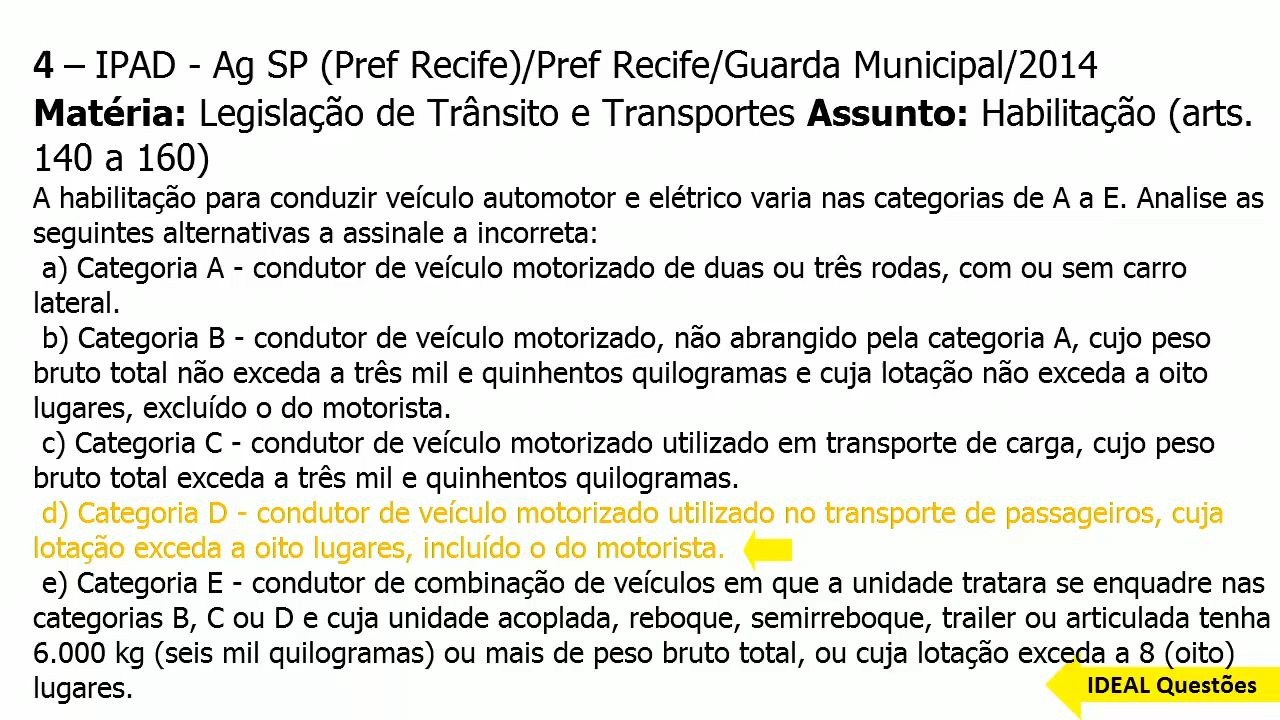 4 – IPAD - Ag SP (Pref Recife)/Pref Recife/Guarda Municipal/2014
Matéria: Legislação de Trânsito e Transportes Assunto: Habilitação (arts.
140 a 160)
A habilitação para conduzir veículo automotor e elétrico varia nas categorias de A a E. Analise as
seguintes alternativas a assinale a incorreta:
a) Categoria A - condutor de veículo motorizado de duas ou três rodas, com ou sem carro
lateral.
b) Categoria B - condutor de veículo motorizado, não abrangido pela categoria A, cujo peso
bruto total não exceda a três mil e quinhentos quilogramas e cuja lotação não exceda a oito
lugares, excluído o do motorista.
c) Categoria C - condutor de veículo motorizado utilizado em transporte de carga, cujo peso
bruto total exceda a três mil e quinhentos quilogramas.
d) Categoria D - condutor de veículo motorizado utilizado no transporte de passageiros, cuja
lotação exceda a oito lugares, incluído o do motorista.
e) Categoria E - condutor de combinação de veículos em que a unidade tratara se enquadre nas
categorias B, C ou D e cuja unidade acoplada, reboque, semirreboque, trailer ou articulada tenha
6.000 kg (seis mil quilogramas) ou mais de peso bruto total, ou cuja lotação exceda a 8 (oito)
lugares.
IDEAL Questões